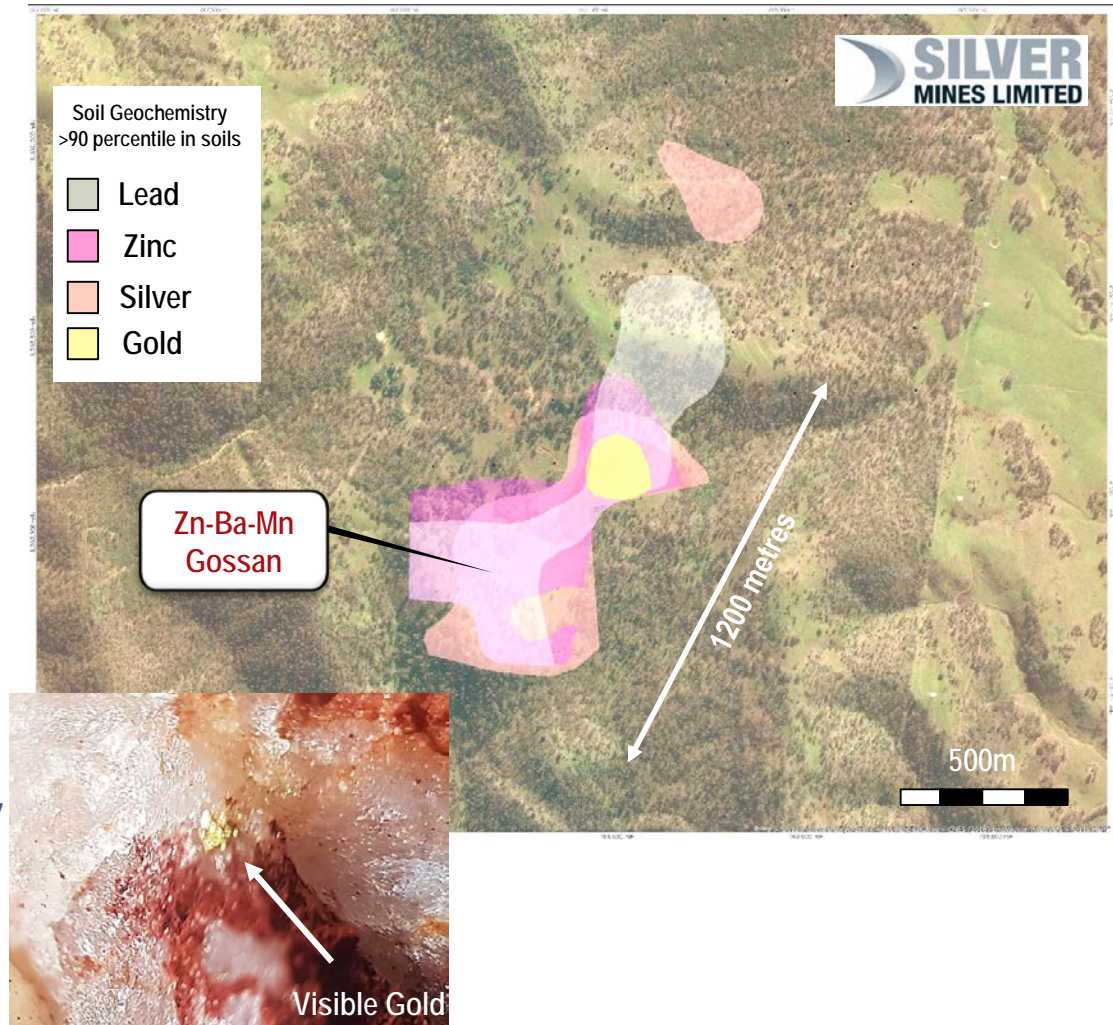 SILVER
MINES LIMITED
Soil Geochemistry
>90 percentile in soils
Lead
Zinc
Silver
Gold
Zn-Ba-Mn
Gossan
1200 metres
500m
Visible Gold